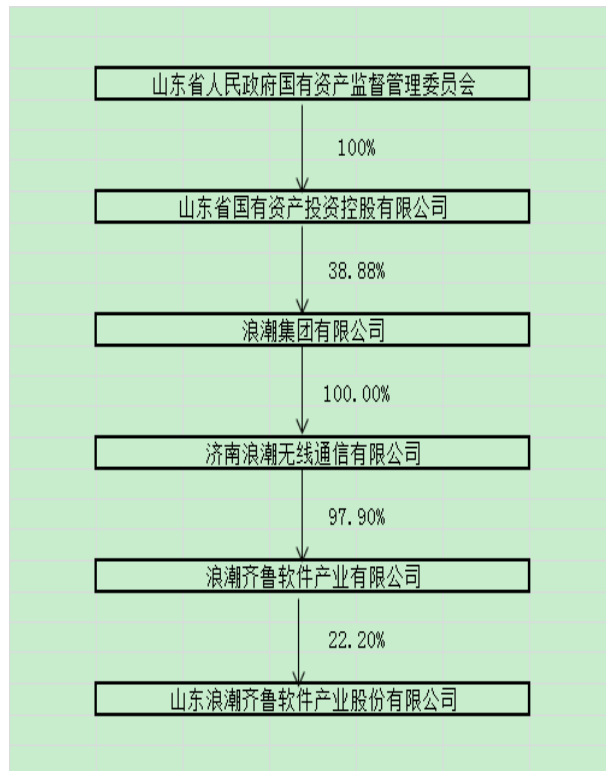 山东省人民政府国有资产监督管理委员会
100%
山东省国有资产投资控股有限公司
38.88%
浪潮集团有限公司
100.00%
济南浪潮无线通信有限公司
97.90%
浪潮齐鲁软件产业有限公司
22.20%
山东浪潮齐鲁软件产业股份有限公司